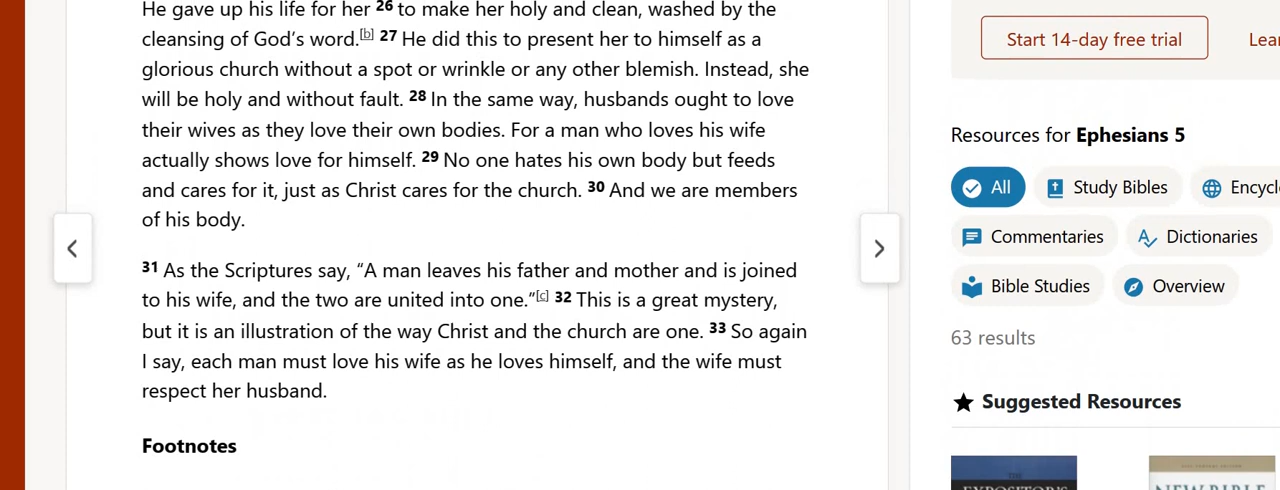 He gave up his life for her 26 to make her holy and clean, washed by the
cleansing of God’s word.[b] 27 He did this to present her to himself as a
glorious church without a spot or wrinkle or any other blemish. Instead, she
will be holy and without fault. 28 In the same way, husbands ought to love
their wives as they love their own bodies. For a man who loves his wife
actually shows love for himself. 29 No one hates his own body but feeds
and cares for it, just as Christ cares for the church. 30 And we are members
of his body.
31 As the Scriptures say, “A man leaves his father and mother and is joined
to his wife, and the two are united into one.”[c] 32 This is a great mystery,
but it is an illustration of the way Christ and the church are one. 33 So again
I say, each man must love his wife as he loves himself, and the wife must
respect her husband.
Footnotes
Start 14-day free trial
Resources for Ephesians 5
All
Study Bibles
Commentaries
Dictionaries
Bible Studies
Overview
63 results
Suggested Resources
THE
EXPOSITOR'S
NEW BIBLE